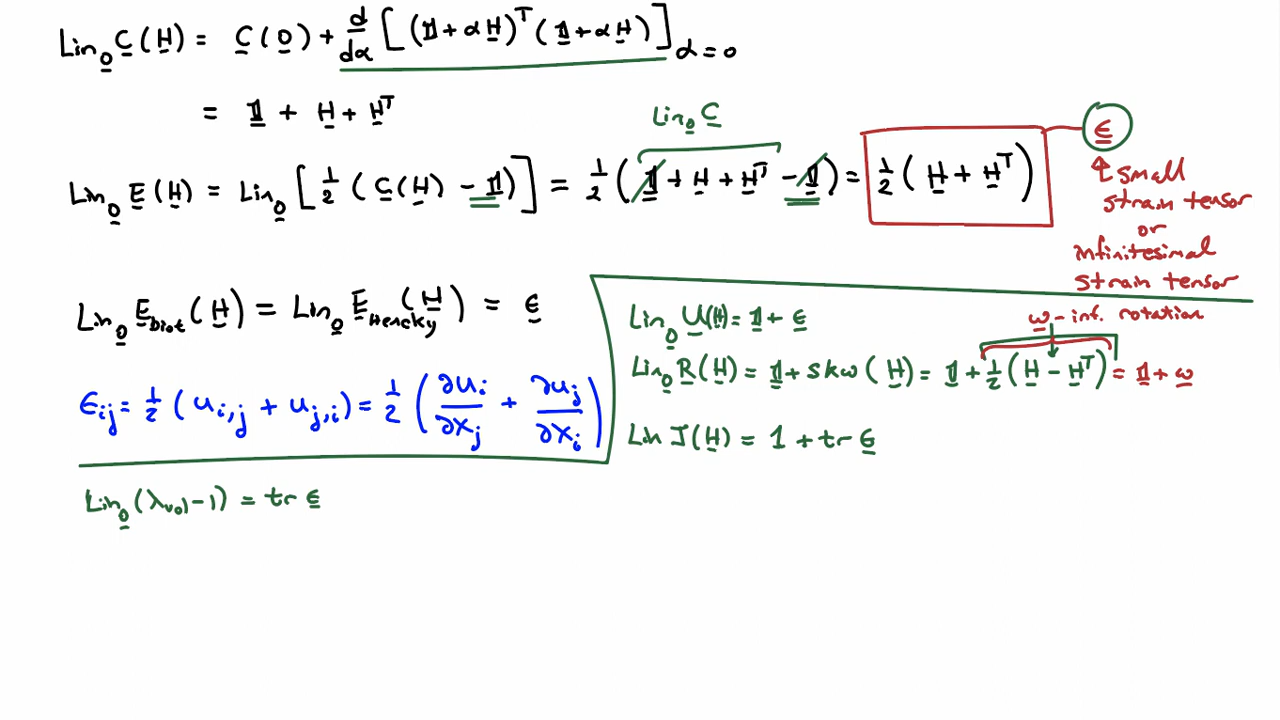 Lin₀ C(H) = C(0) + d/dα [(𝟙+αH)ᵀ(𝟙+αH)]α=0
= 𝟙 + H + Hᵀ
Lin₀ C
Lin₀ E(H) = Lin₀ [½(C(H) - 𝟙)] = ½(𝟙 + H + Hᵀ - 𝟙) = ½(H + Hᵀ)
ϵ
small
strain tensor
or
infinitesimal
strain tensor
Lin₀ E_Biot(H) = Lin₀ E_Hencky(H) = ϵ
ϵij = ½(ui,j + uj,i) = ½(∂ui/∂xj + ∂uj/∂xi)
Lin₀(λvol-1) = tr ϵ
Lin₀ U(H) = 𝟙 + ϵ
ω - inf. rotation
Lin₀ R(H) = 𝟙 + skw(H) = 𝟙 + ½(H - Hᵀ) = 𝟙 + ω
Lin J(H) = 1 + tr ϵ